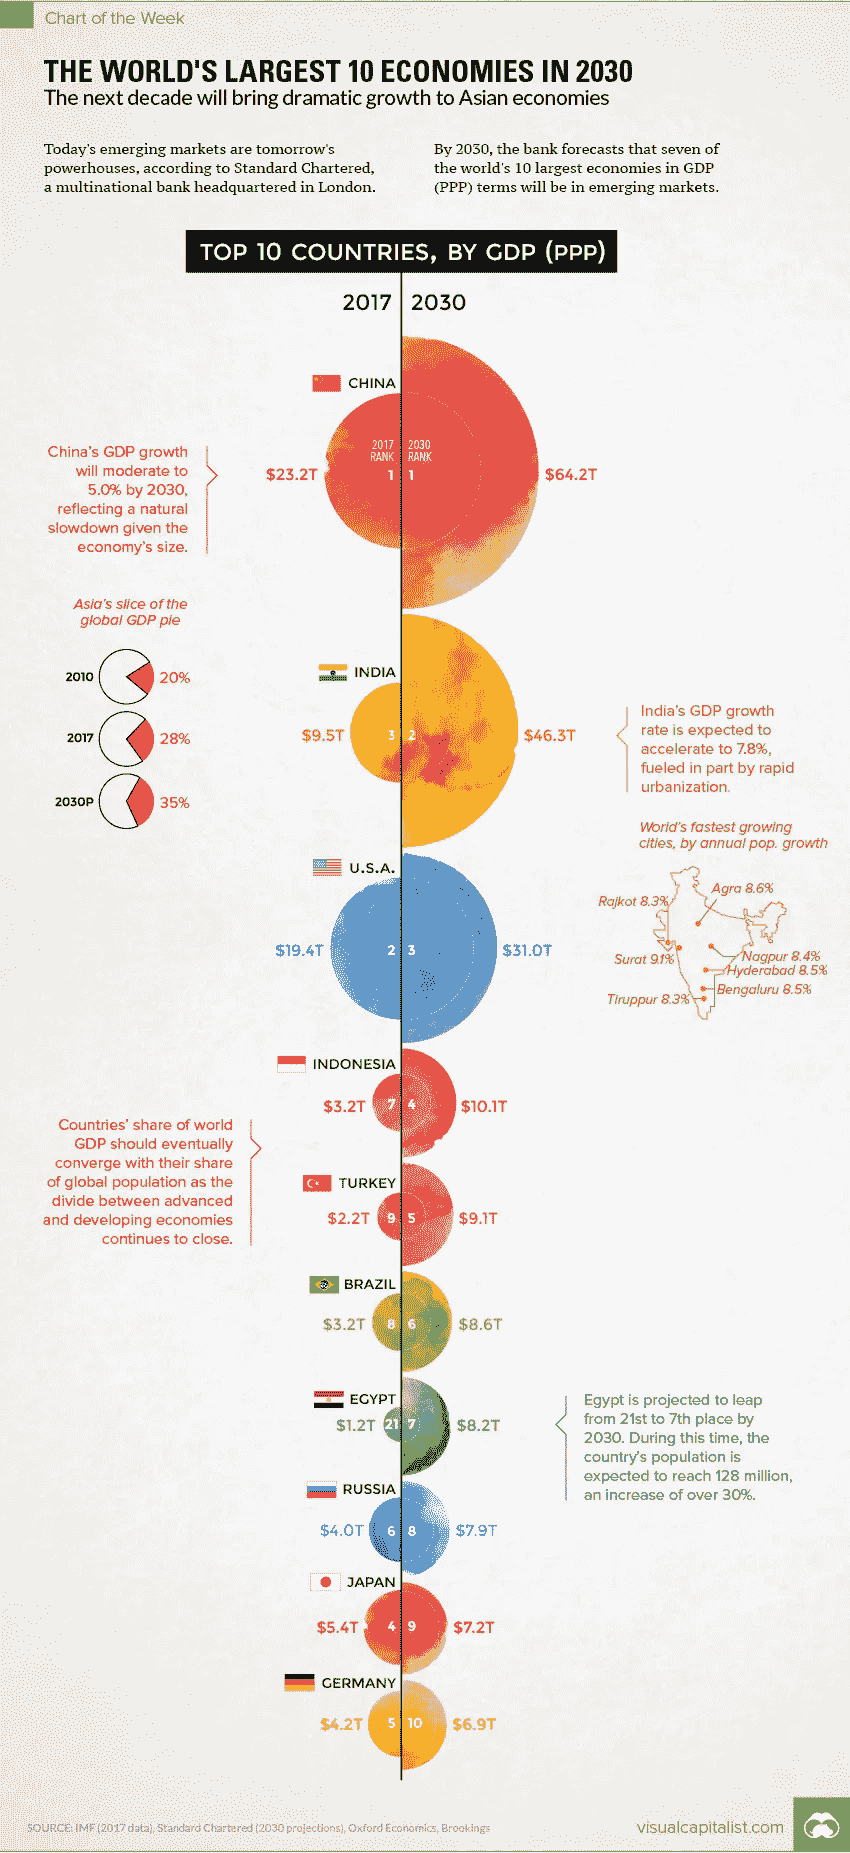 Chart of the Week
THE WORLD'S LARGEST 10 ECONOMIES IN 2030
The next decade will bring dramatic growth to Asian economies
Today's emerging markets are tomorrow's
powerhouses, according to Standard Chartered,
a multinational bank headquartered in London.
By 2030, the bank forecasts that seven of
the world's 10 largest economies in GDP
(PPP) terms will be in emerging markets.
TOP 10 COUNTRIES, BY GDP (PPP)
2017 2030
CHINA
2017 RANK 1
2030 RANK 1
$23.2T
$64.2T
China's GDP growth
will moderate to
5.0% by 2030,
reflecting a natural
slowdown given the
economy's size.
Asia's slice of the
global GDP pie
2010 20%
2017 28%
2030P 35%
INDIA
$9.5T 3 2 $46.3T
India's GDP growth
rate is expected to
accelerate to 7.8%,
fueled in part by rapid
urbanization.
World's fastest growing
cities, by annual pop. growth
Agra 8.6%
Rajkot 8.3%
Surat 9.1%
Nagpur 8.4%
Hyderabad 8.5%
Bengaluru 8.5%
Tiruppur 8.3%
U.S.A.
$19.4T 2 3 $31.0T
INDONESIA
$3.2T 7 4 $10.1T
Countries' share of world
GDP should eventually
converge with their share
of global population as the
divide between advanced
and developing economies
continues to close.
TURKEY
$2.2T 9 5 $9.1T
BRAZIL
$3.2T 8 6 $8.6T
EGYPT
$1.2T 21 7 $8.2T
Egypt is projected to leap
from 21st to 7th place by
2030. During this time, the
country's population is
expected to reach 128 million,
an increase of over 30%.
RUSSIA
$4.0T 6 8 $7.9T
JAPAN
$5.4T 4 9 $7.2T
GERMANY
$4.2T 5 10 $6.9T
SOURCE: IMF (2017 data), Standard Chartered (2030 projections), Oxford Economics, Brookings
visualcapitalist.com